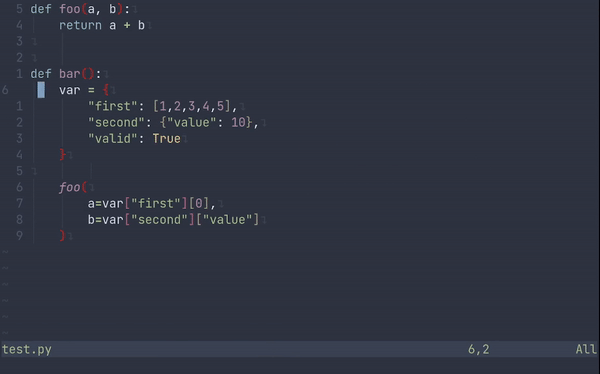 5 def foo(a, b):
4     return a + b
3
2
1 def bar():
6     var = {
1         "first": [1,2,3,4,5],
2         "second": {"value": 10},
3         "valid": True
4     }
5
6     foo(
7         a=var["first"][0],
8         b=var["second"]["value"]
9     )
~
~
~
~
~
~
test.py 6,2 All